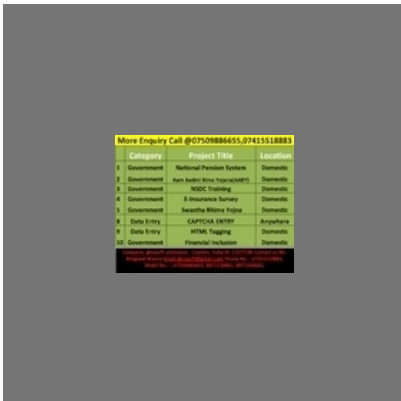 More Enquiry Call @07509886655,07415518883
Category Project Title Location
1 Government National Pension System Domestic
2 Government Aam Aadmi Bima Yojana(AABY) Domestic
3 Government NSDC Training Domestic
4 Government E-Insurance Survey Domestic
5 Government Swastha Bhima Yojna Domestic
8 Data Entry CAPTCHA ENTRY Anywhere
9 Data Entry HTML Tagging Domestic
10 Government Financial Inclusion Domestic